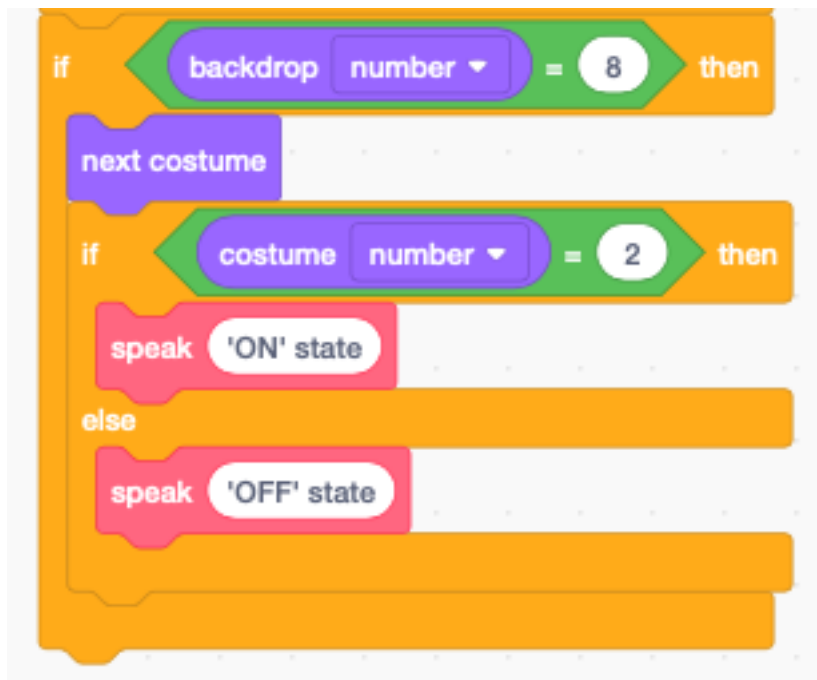 if backdrop number = 8 then
next costume
if costume number = 2 then
speak 'ON' state
else
speak 'OFF' state